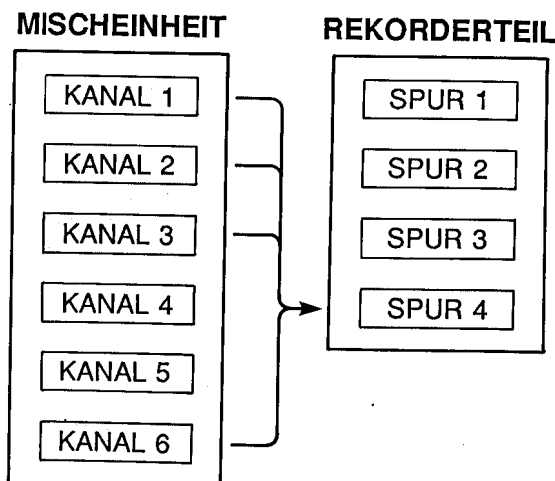 MISCHEINHEIT
KANAL 1
KANAL 2
KANAL 3
KANAL 4
KANAL 5
KANAL 6
REKORDERTEIL
SPUR 1
SPUR 2
SPUR 3
SPUR 4